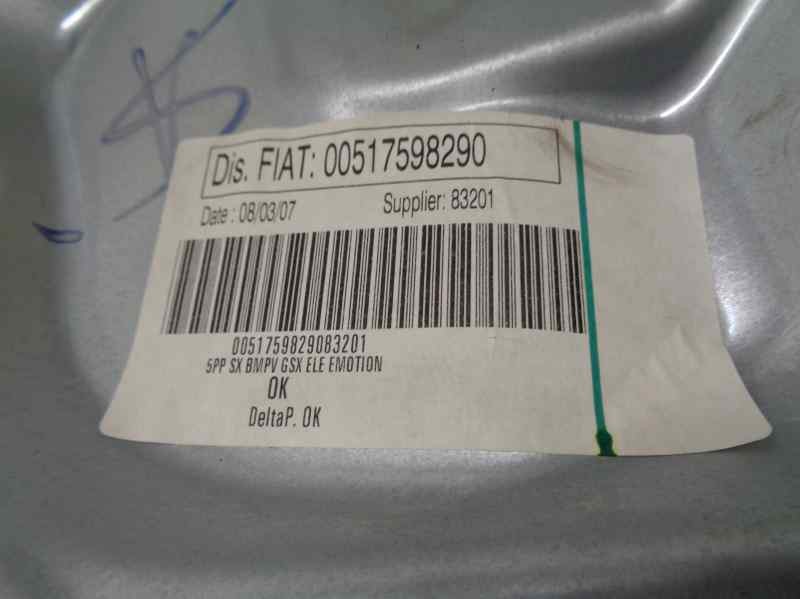 Dis. FIAT: 00517598290
Date : 08/03/07 Supplier: 83201
0051759829083201
5PP SX BMPV GSX ELE EMOTION
OK
DeltaP. OK